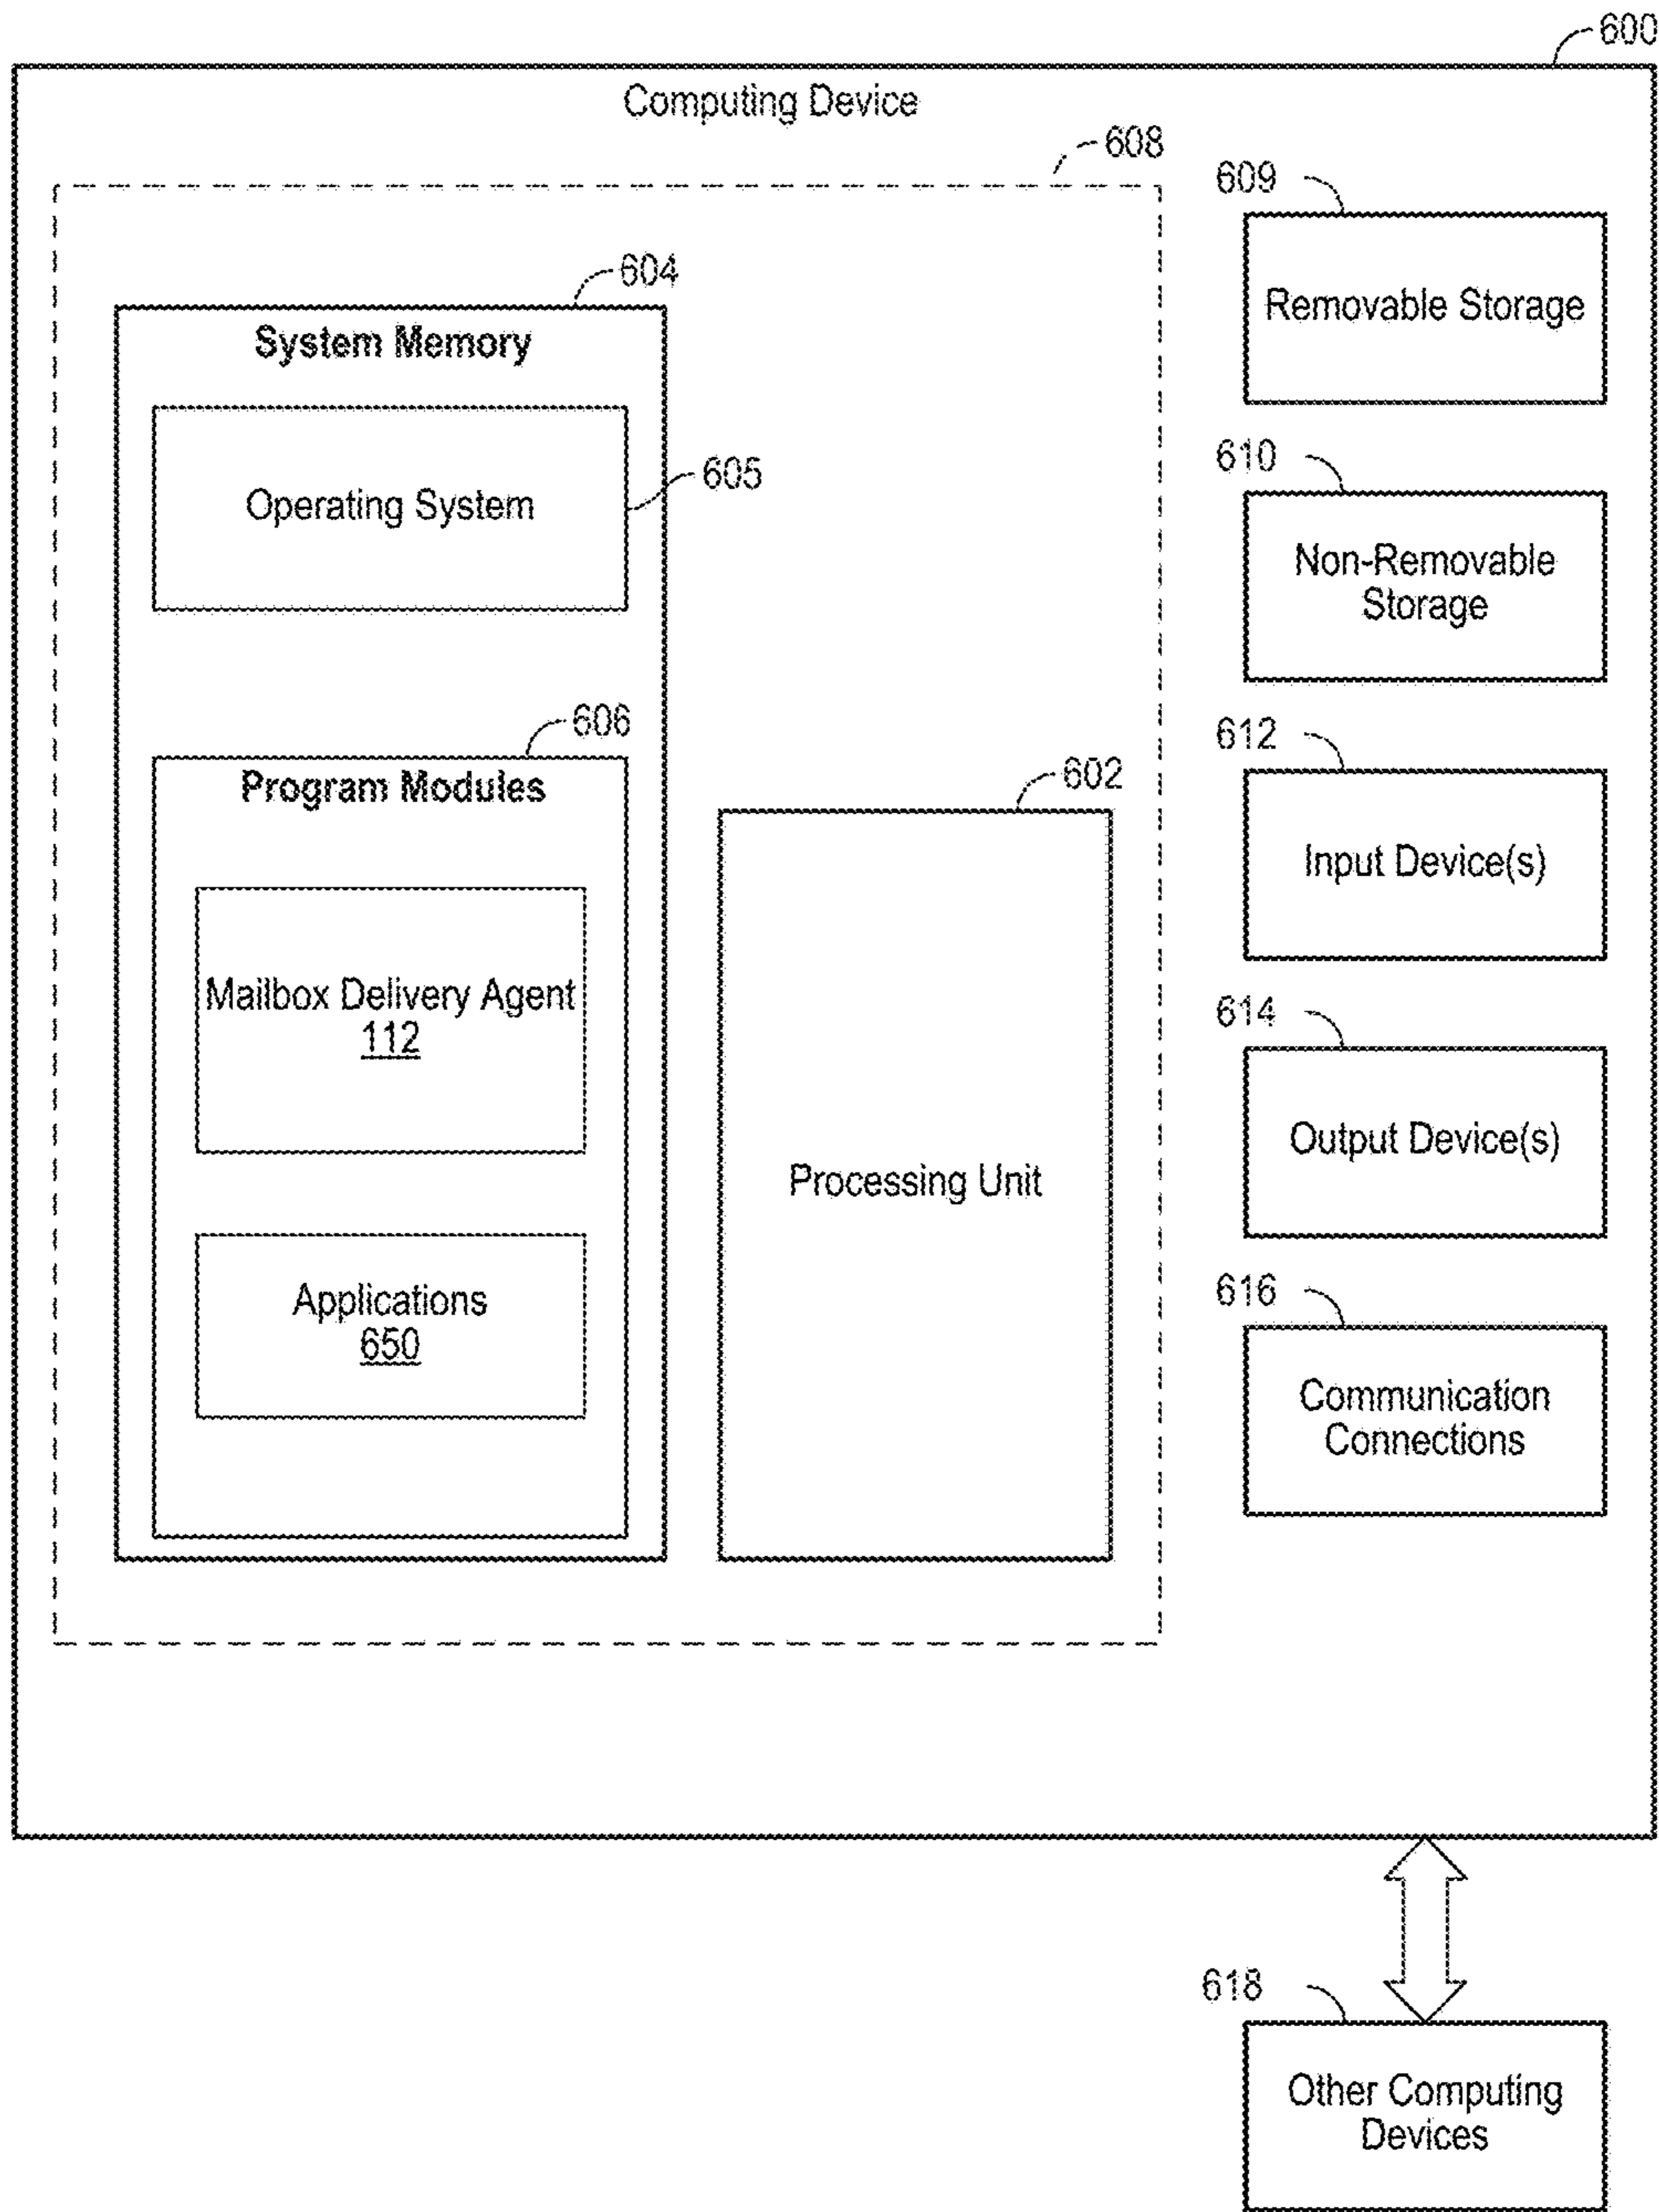 600
Computing Device
608
604
System Memory
Operating System
605
606
Program Modules
Mailbox Delivery Agent
112
Applications
650
602
Processing Unit
609
Removable Storage
610
Non-Removable
Storage
612
Input Device(s)
614
Output Device(s)
616
Communication
Connections
618
Other Computing
Devices